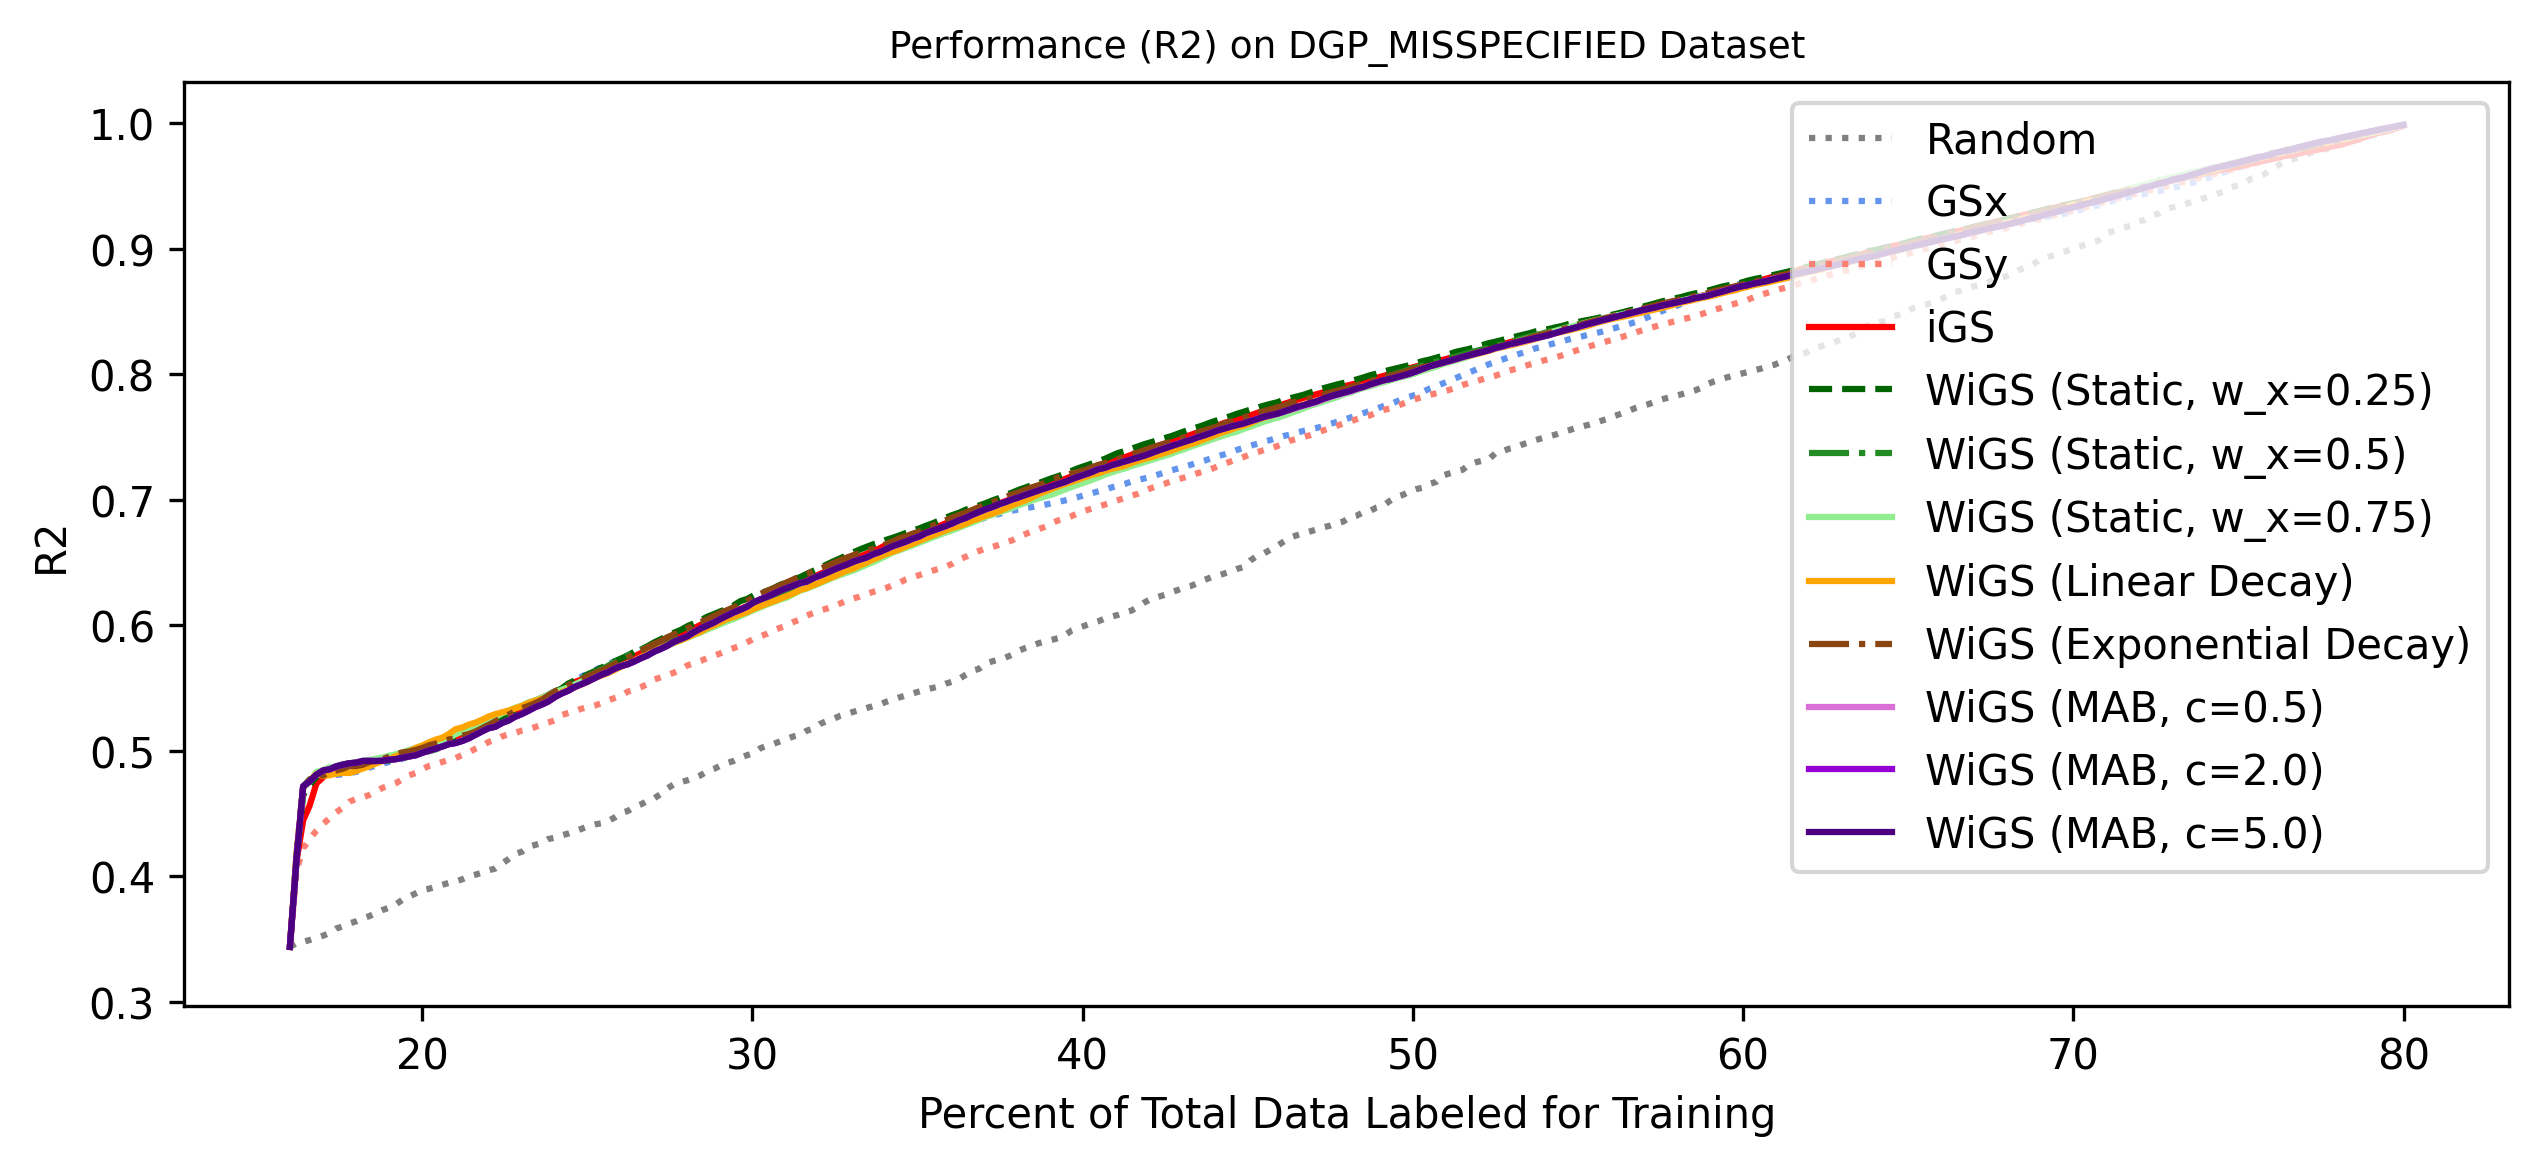 Performance (R2) on DGP_MISSPECIFIED Dataset
1.0
0.9
0.8
0.7
0.6
0.5
0.4
0.3
R2
Random
GSx
GSy
iGS
WiGS (Static, w_x=0.25)
WiGS (Static, w_x=0.5)
WiGS (Static, w_x=0.75)
WiGS (Linear Decay)
WiGS (Exponential Decay)
WiGS (MAB, c=0.5)
WiGS (MAB, c=2.0)
WiGS (MAB, c=5.0)
20 30 40 50 60 70 80
Percent of Total Data Labeled for Training